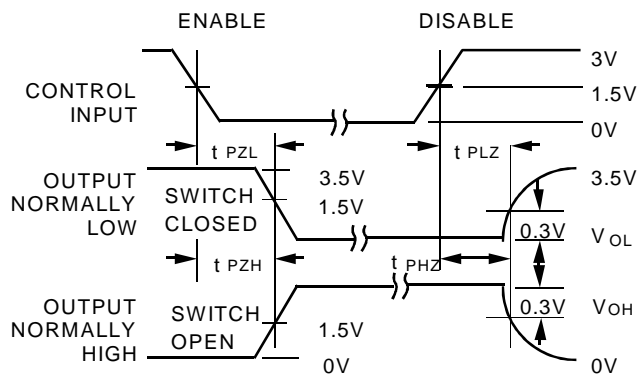 ENABLE
DISABLE
CONTROL
INPUT
3V
1.5V
0V
t PZL
t PLZ
OUTPUT
NORMALLY
LOW
SWITCH
CLOSED
3.5V
1.5V
3.5V
0.3V
VOL
t PZH
t PHZ
OUTPUT
NORMALLY
HIGH
SWITCH
OPEN
1.5V
0V
0.3V
VOH
0V